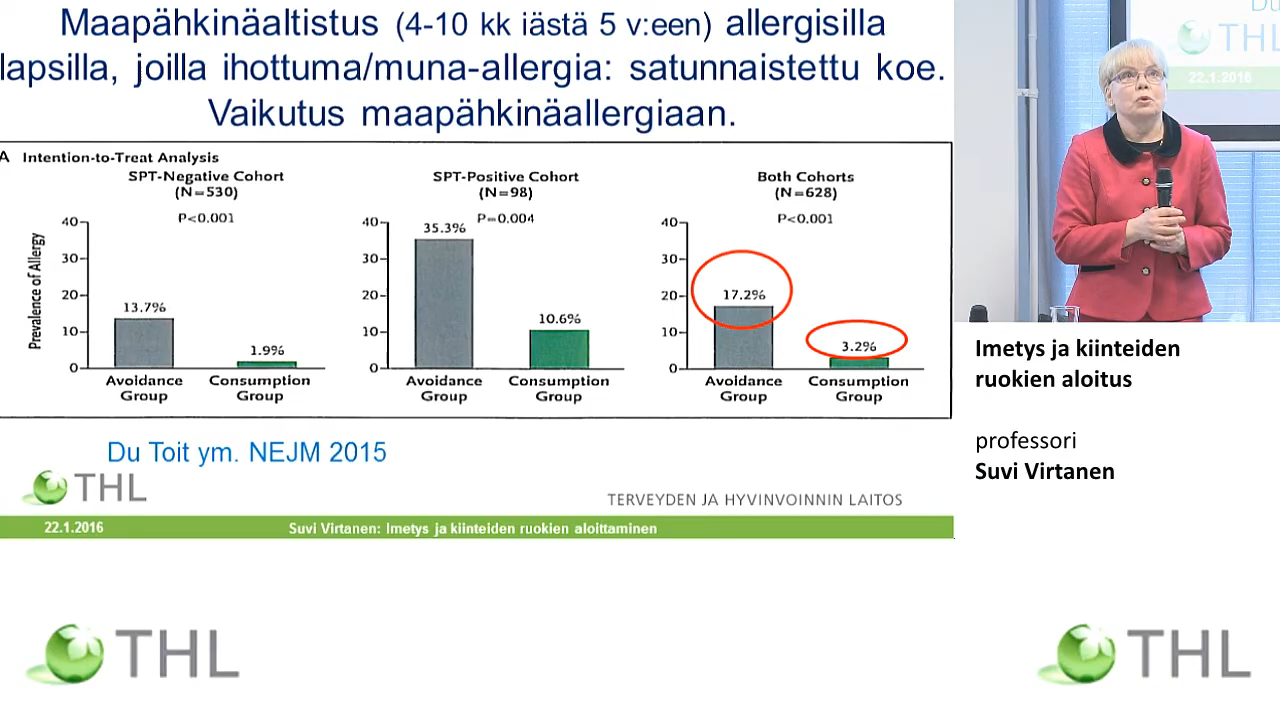 Maapähkinäaltistus (4-10 kk iästä 5 v:een) allergisilla
lapsilla, joilla ihottuma/muna-allergia: satunnaistettu koe.
Vaikutus maapähkinäallergiaan.
A Intention-to-Treat Analysis
SPT-Negative Cohort
(N=530)
P<0.001
Prevalence of Allergy
40
30
20
10
0
13.7%
1.9%
Avoidance
Group
Consumption
Group
SPT-Positive Cohort
(N=98)
P=0.004
40
30
20
10
0
35.3%
10.6%
Avoidance
Group
Consumption
Group
Both Cohorts
(N=628)
P<0.001
40
30
20
10
0
17.2%
3.2%
Avoidance
Group
Consumption
Group
Du Toit ym. NEJM 2015
THL
TERVEYDEN JA HYVINVOINNIN LAITOS
22.1.2016
Suvi Virtanen: Imetys ja kiinteiden ruokien aloittaminen
Du
THL
22.1.2016
Imetys ja kiinteiden
ruokien aloitus
professori
Suvi Virtanen
THL
THL